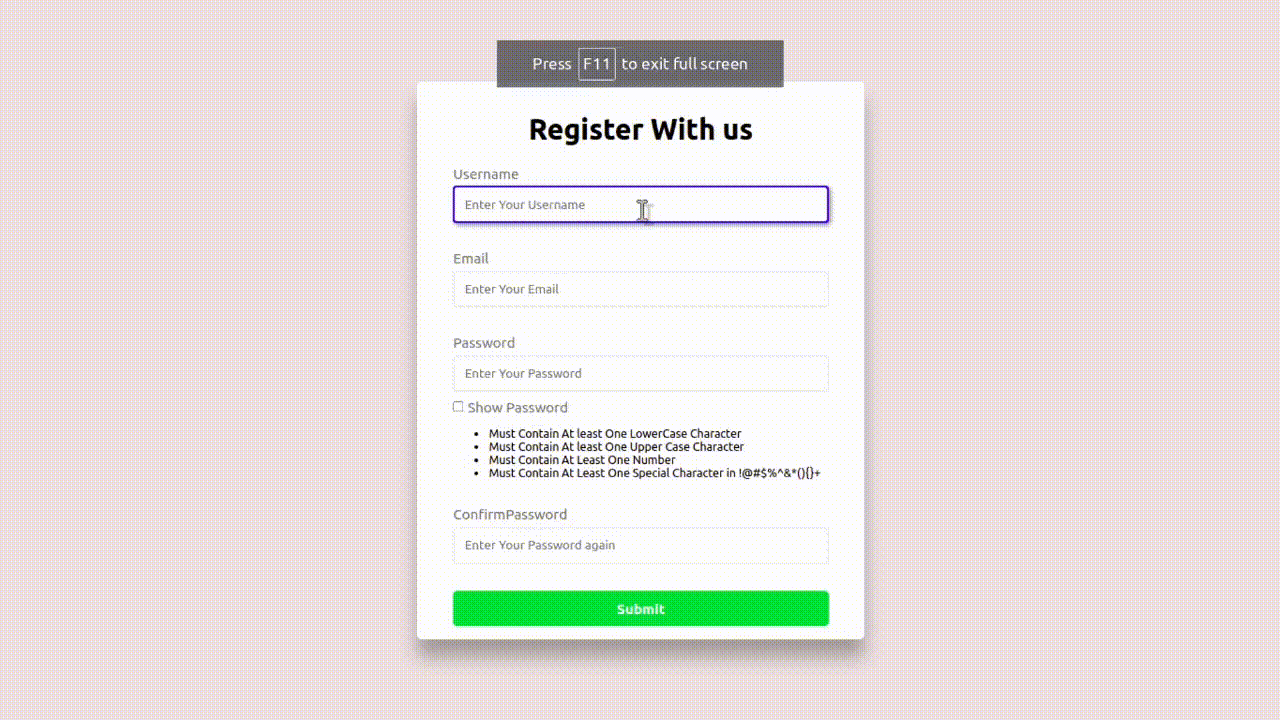 Press F11 to exit full screen
Register With us
Username
Enter Your Username
Email
Enter Your Email
Password
Enter Your Password
Show Password
Must Contain At least One LowerCase Character
Must Contain At least One Upper Case Character
Must Contain At Least One Number
Must Contain At Least One Special Character in !@#$%^&*(){}+
ConfirmPassword
Enter Your Password again
Submit